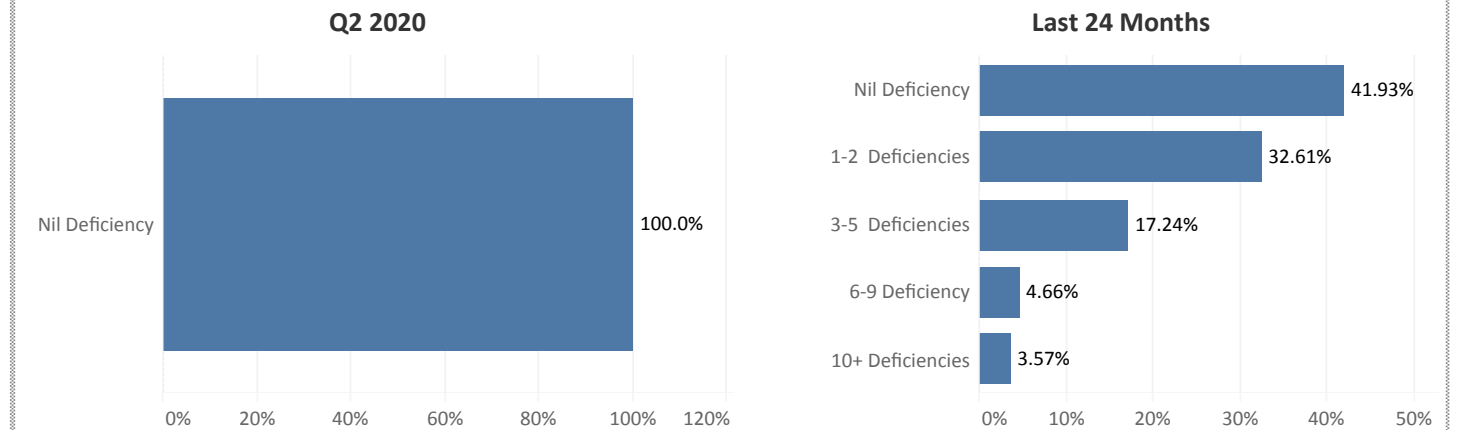 Q2 2020
Nil Deficiency
100.0%
0% 20% 40% 60% 80% 100% 120%
Last 24 Months
Nil Deficiency 41.93%
1-2 Deficiencies 32.61%
3-5 Deficiencies 17.24%
6-9 Deficiency 4.66%
10+ Deficiencies 3.57%
0% 10% 20% 30% 40% 50%